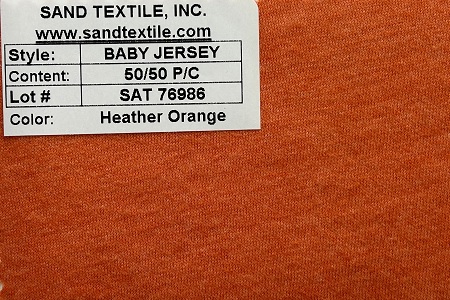 SAND TEXTILE, INC.
www.sandtextile.com
Style: BABY JERSEY
Content: 50/50 P/C
Lot # SAT 76986
Color: Heather Orange